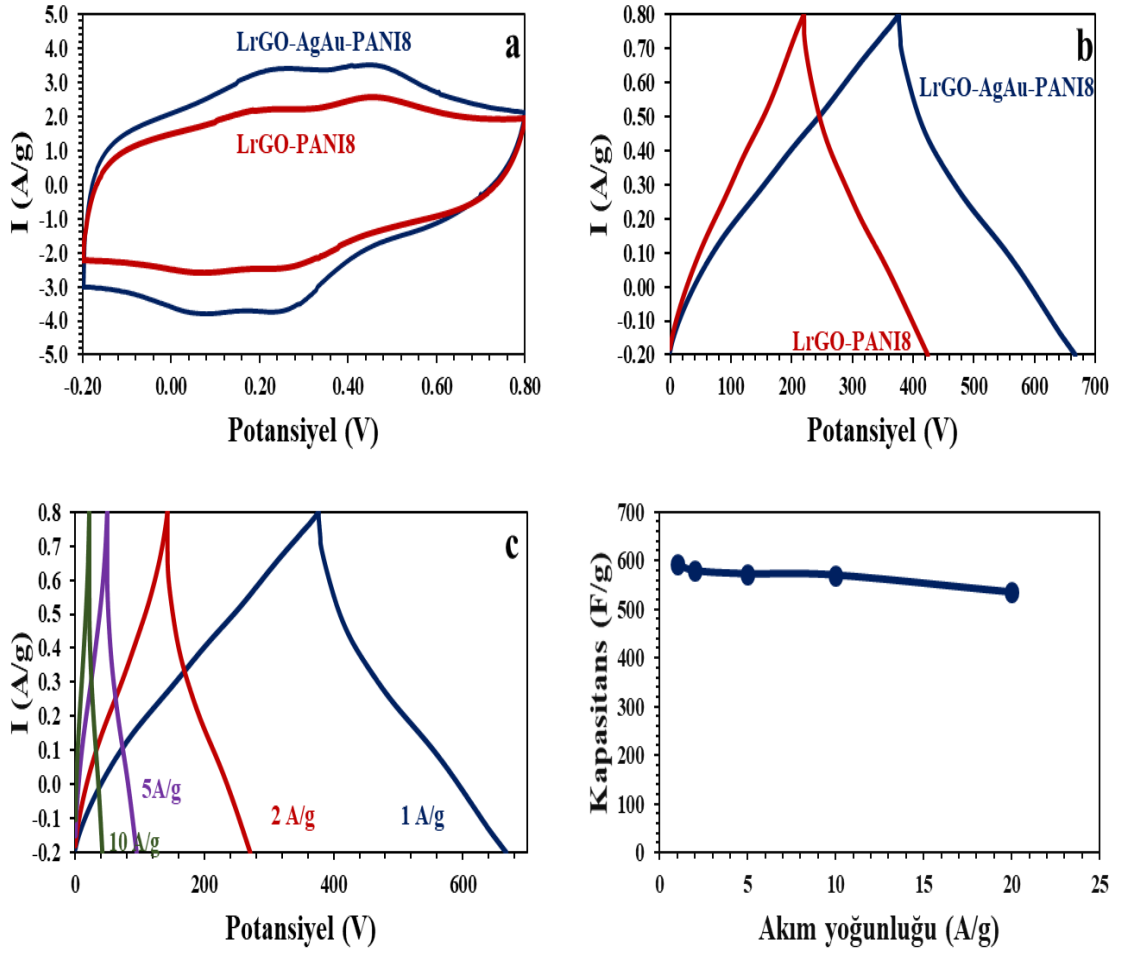 5.0
4.0
3.0
2.0
1.0
0.0
-1.0
-2.0
-3.0
-4.0
-5.0
I (A/g)
LrGO-AgAu-PANI8
a
LrGO-PANI8
-0.20 0.00 0.20 0.40 0.60 0.80
Potansiyel (V)
0.80
0.70
0.60
0.50
0.40
0.30
0.20
0.10
0.00
-0.10
-0.20
I (A/g)
b
LrGO-AgAu-PANI8
LrGO-PANI8
0 100 200 300 400 500 600 700
Potansiyel (V)
0.8
0.7
0.6
0.5
0.4
0.3
0.2
0.1
0.0
-0.1
-0.2
I (A/g)
c
5A/g
10 A/g
2 A/g
1 A/g
0 200 400 600
Potansiyel (V)
700
600
500
400
300
200
100
0
Kapasitans (F/g)
0 5 10 15 20 25
Akım yoğunluğu (A/g)